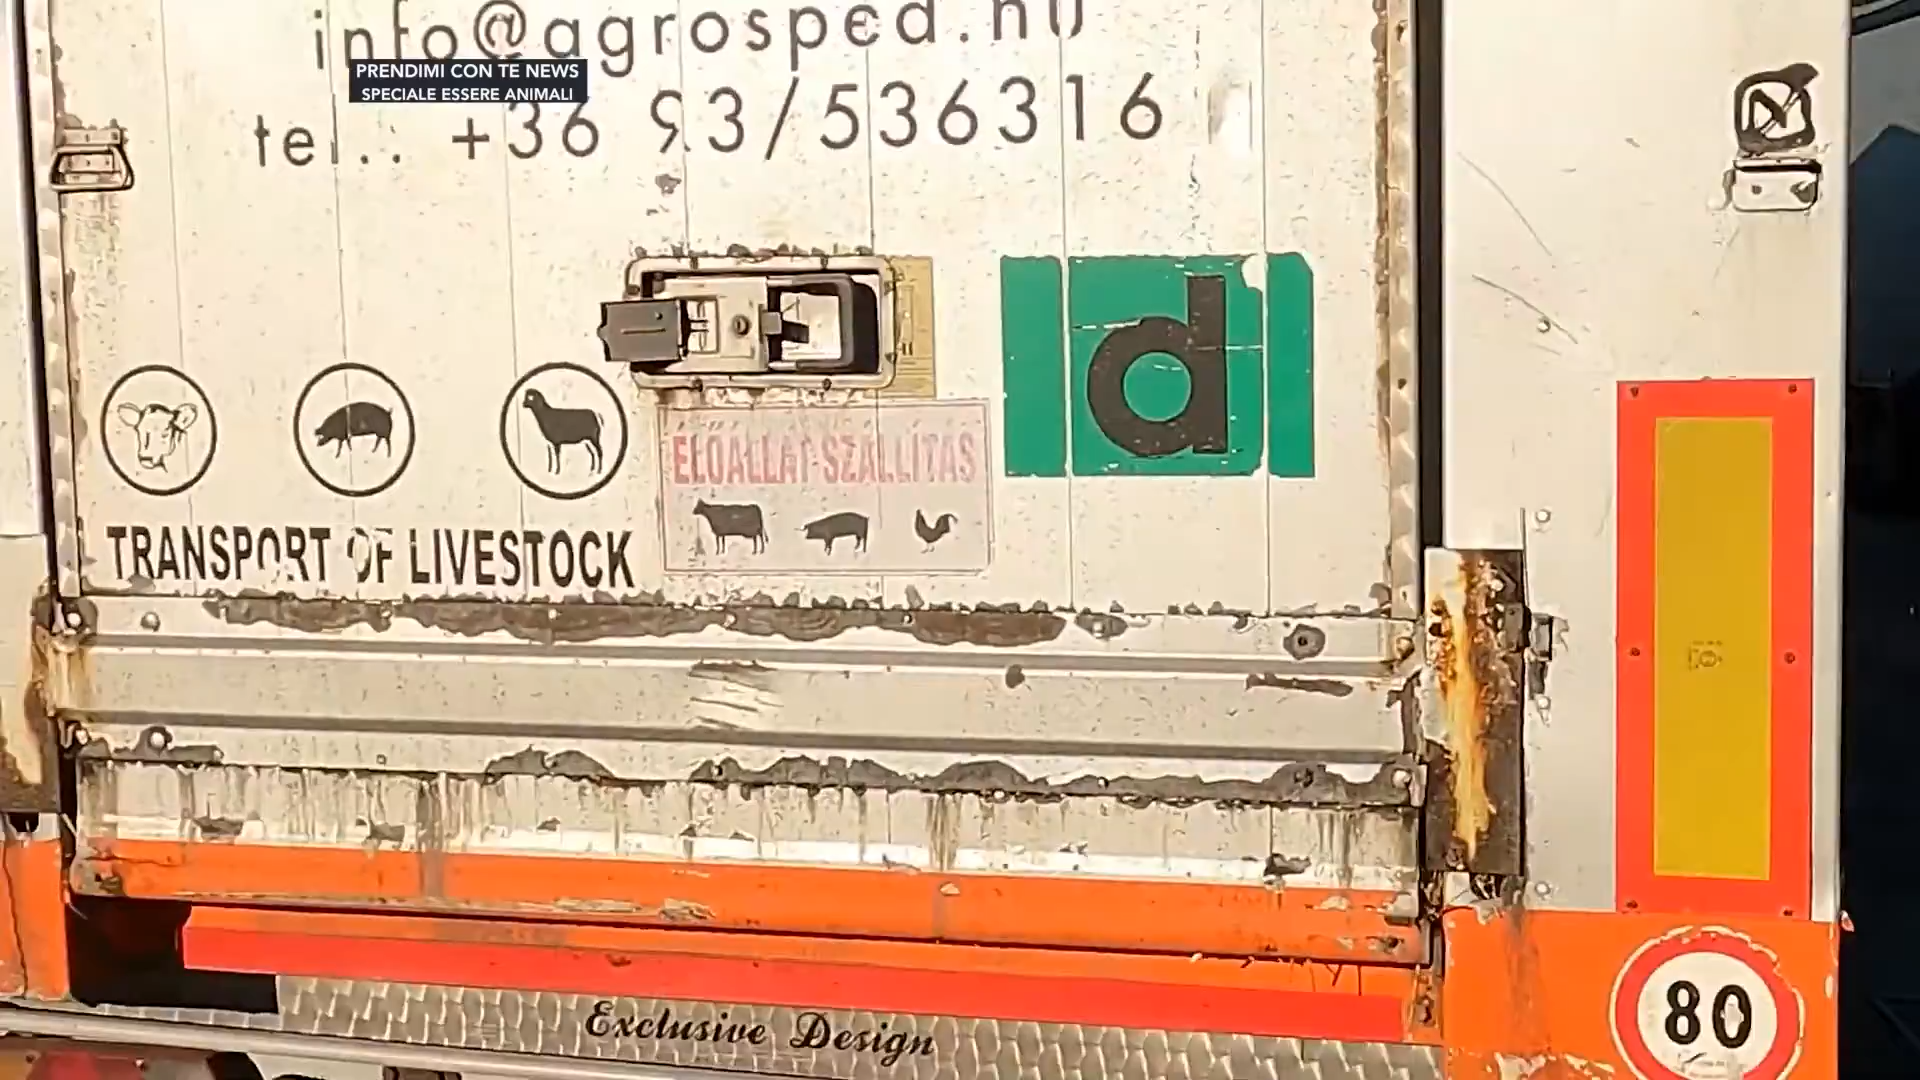 info@agrosped.hu
PRENDIMI CON TE NEWS
SPECIALE ESSERE ANIMALI
tel.: +36 93/536316
d
ÉLŐÁLLAT SZÁLLÍTÁS
TRANSPORT OF LIVESTOCK
Exclusive Design
80